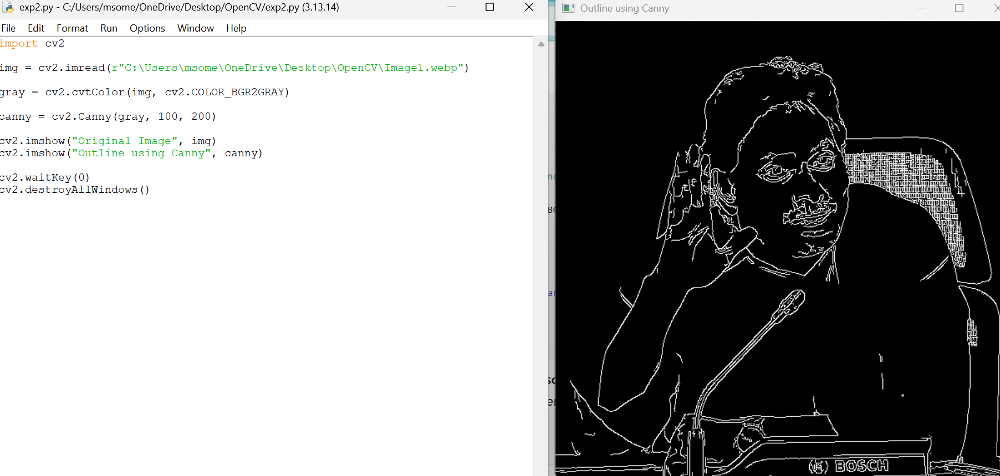 exp2.py - C:/Users/msome/OneDrive/Desktop/OpenCV/exp2.py (3.13.14)
File Edit Format Run Options Window Help
import cv2
img = cv2.imread(r"C:\Users\msome\OneDrive\Desktop\OpenCV\Image1.webp")
gray = cv2.cvtColor(img, cv2.COLOR_BGR2GRAY)
canny = cv2.Canny(gray, 100, 200)
cv2.imshow("Original Image", img)
cv2.imshow("Outline using Canny", canny)
cv2.waitKey(0)
cv2.destroyAllWindows()
Outline using Canny
BOSCH